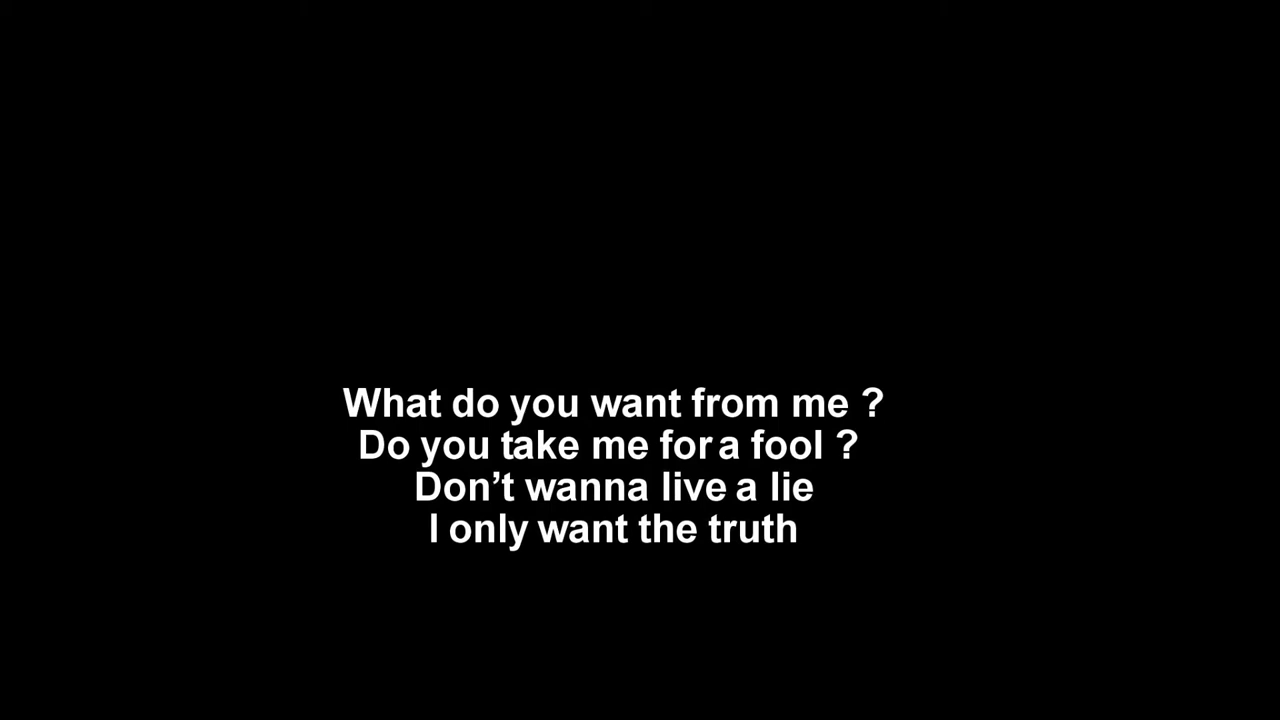 What do you want from me ?
Do you take me for a fool ?
Don’t wanna live a lie
I only want the truth